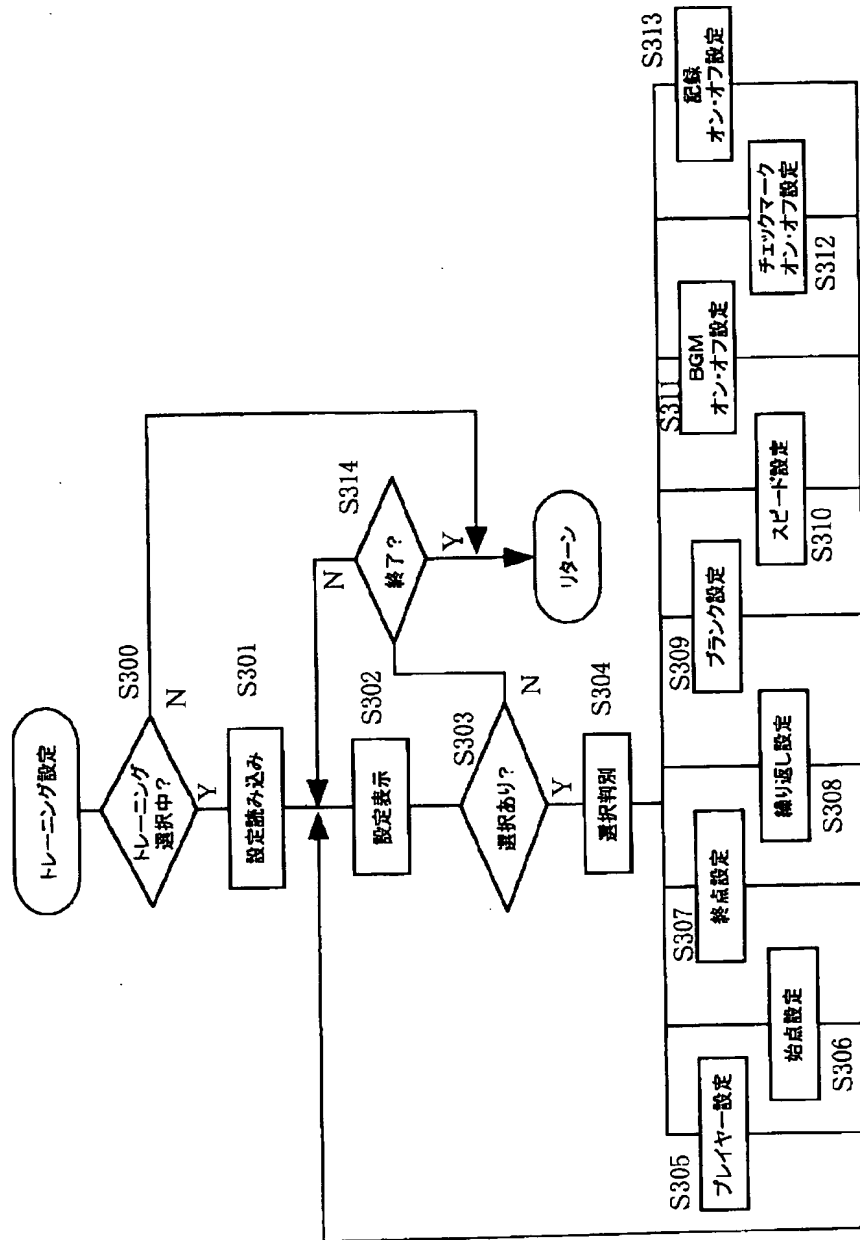 トレーニング設定
S300
トレーニング
選択中?
N
Y
S301
設定読み込み
S302
設定表示
S303
選択あり?
N
Y
S314
終了?
N
Y
リターン
S304
選択判別
S305
プレイヤー設定
S306
始点設定
S307
終点設定
S308
繰り返し設定
S309
ブランク設定
S310
スピード設定
S311
BGM
オン・オフ設定
S312
チェックマーク
オン・オフ設定
S313
記録
オン・オフ設定